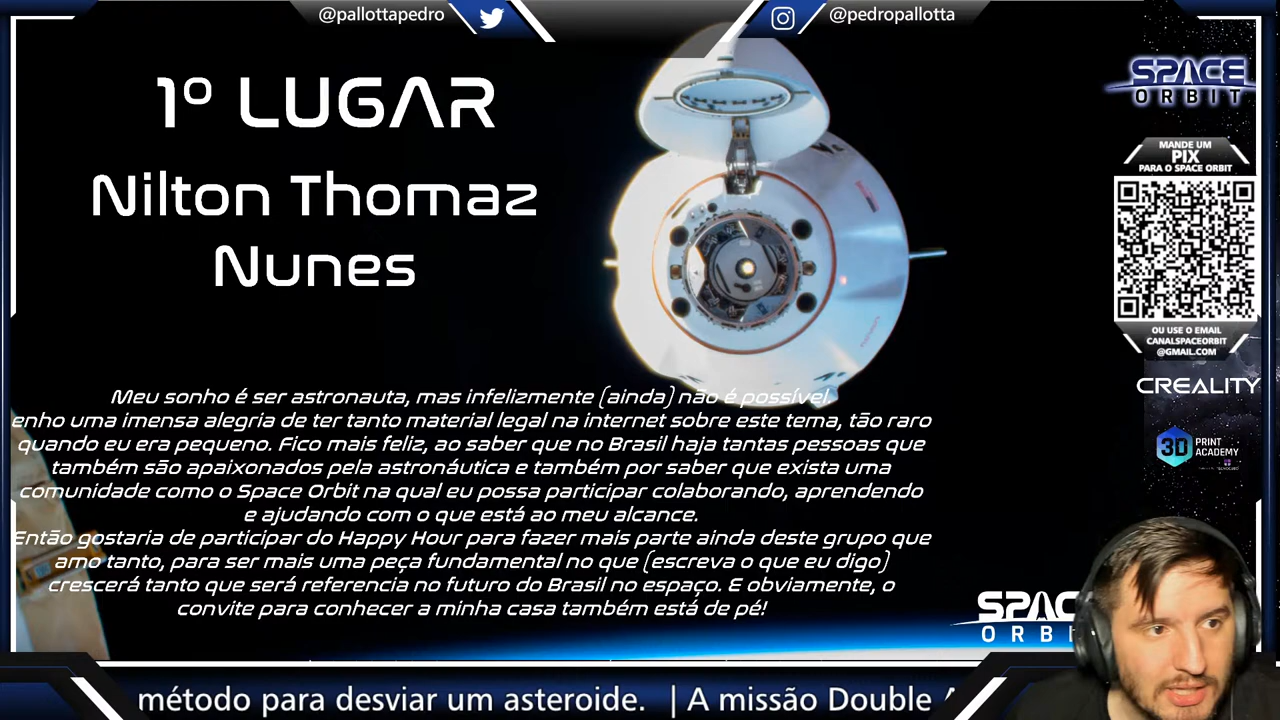 @pallottapedro
@pedropallotta
1º LUGAR
Nilton Thomaz
Nunes
Meu sonho é ser astronauta, mas infelizmente (ainda) não é possível.
enho uma imensa alegria de ter tanto material legal na internet sobre este tema, tão raro
quando eu era pequeno. Fico mais feliz, ao saber que no Brasil haja tantas pessoas que
também são apaixonados pela astronáutica e também por saber que exista uma
comunidade como o Space Orbit na qual eu possa participar colaborando, aprendendo
e ajudando com o que está ao meu alcance.
Então gostaria de participar do Happy Hour para fazer mais parte ainda deste grupo que
amo tanto, para ser mais uma peça fundamental no que (escreva o que eu digo)
crescerá tanto que será referencia no futuro do Brasil no espaço. E obviamente, o
convite para conhecer a minha casa também está de pé!
SPACE
ORBIT
MANDE UM
PIX
PARA O SPACE ORBIT
OU USE O EMAIL
CANALSPACEORBIT
@GMAIL.COM
CREALITY
3D PRINT
ACADEMY
SPAC
ORBI
método para desviar um asteroide. | A missão Double